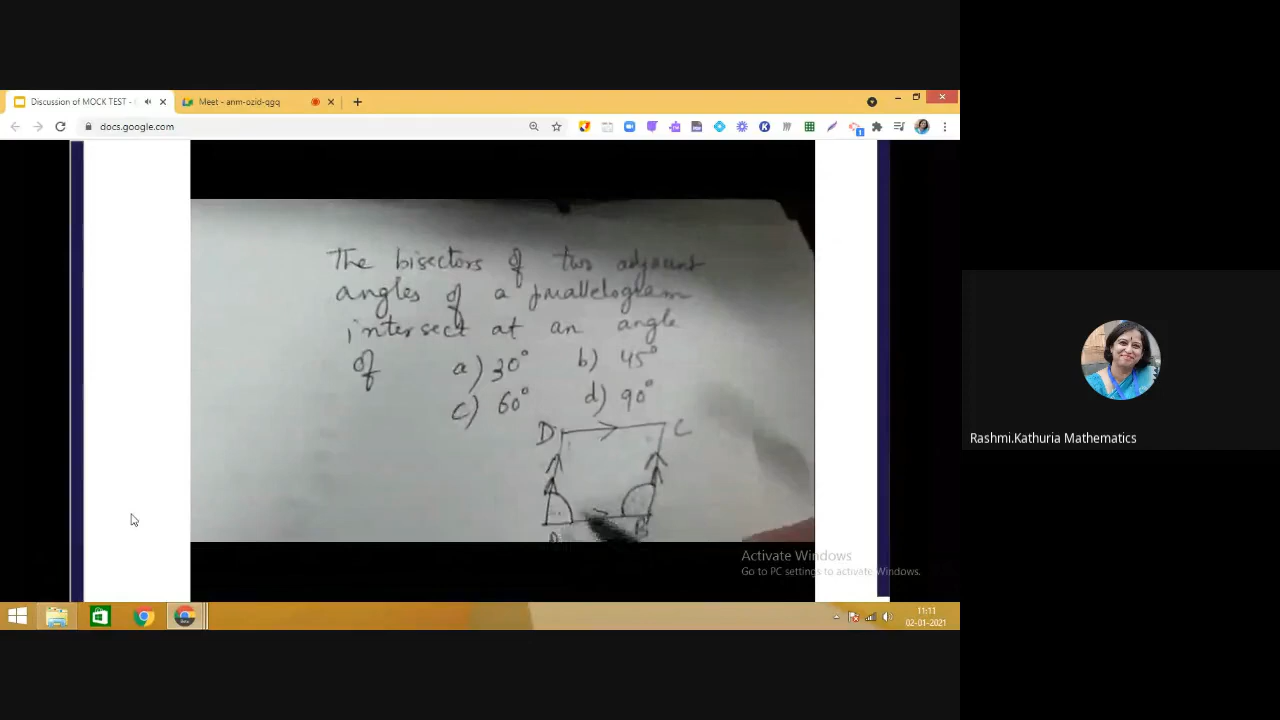 Discussion of MOCK TEST -
Meet - anm-ozid-qgq
docs.google.com
The bisectors of two adjacent
angles of a parallelogram
intersect at an angle
of a) 30° b) 45°
c) 60° d) 90°
D C
A B
Rashmi.Kathuria Mathematics
Activate Windows
Go to PC settings to activate Windows.
11:11
02-01-2021